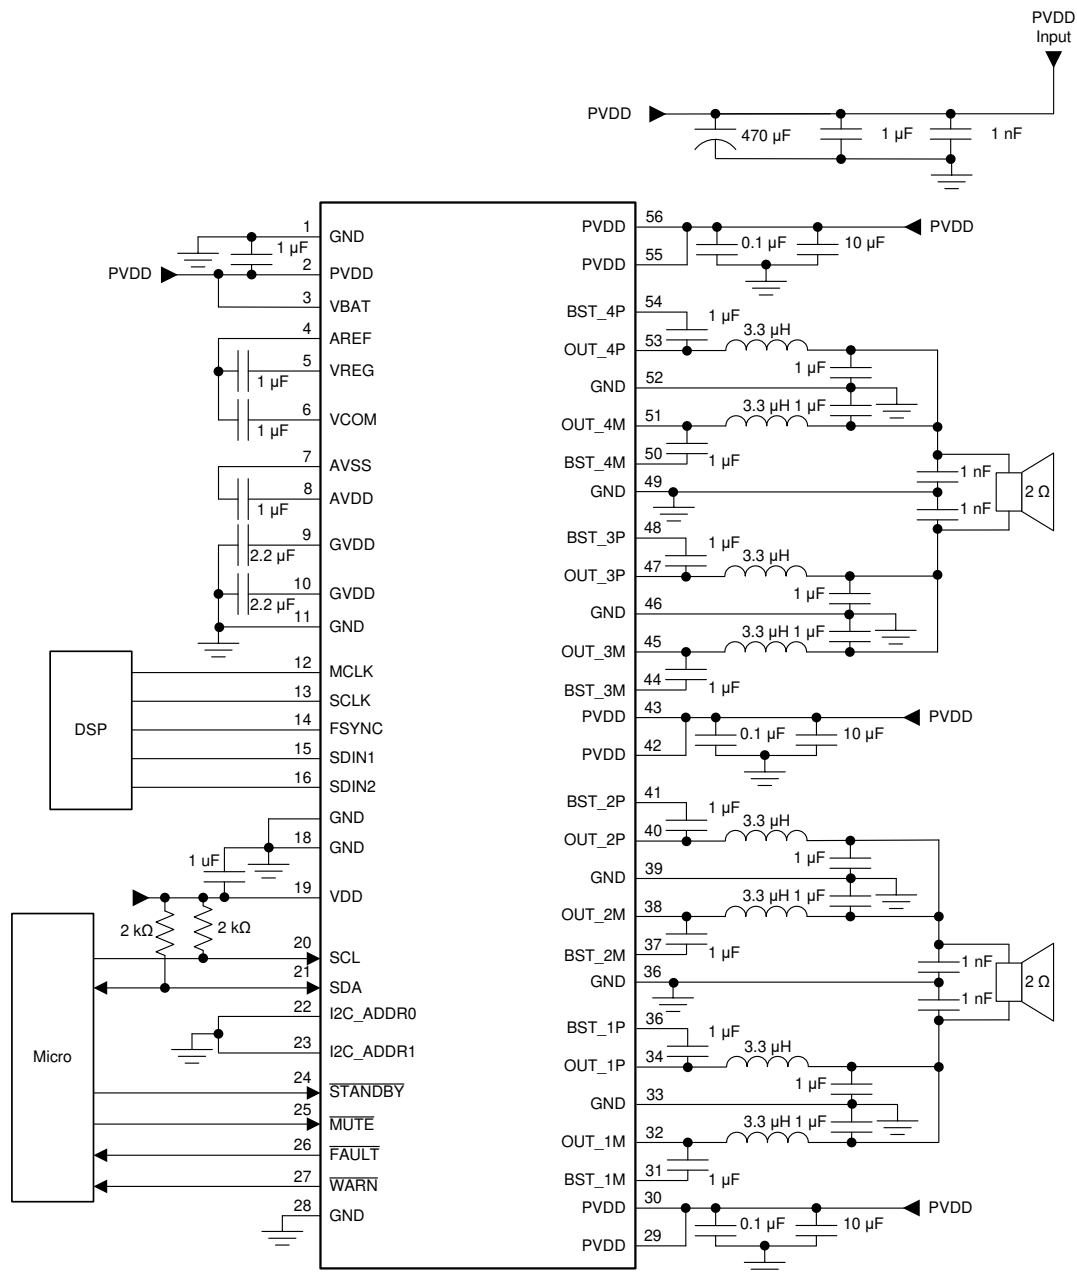 PVDD
Input
PVDD
470 µF
1 µF
1 nF
1
GND
1 µF
PVDD
2
PVDD
3
VBAT
4
AREF
5
VREG
1 µF
6
VCOM
1 µF
7
AVSS
8
AVDD
1 µF
9
GVDD
2.2 µF
10
GVDD
2.2 µF
11
GND
DSP
12
MCLK
13
SCLK
14
FSYNC
15
SDIN1
16
SDIN2
GND
18
GND
1 uF
19
VDD
2 kΩ
2 kΩ
Micro
20
SCL
21
SDA
22
I2C_ADDR0
23
I2C_ADDR1
24
STANDBY
25
MUTE
26
FAULT
27
WARN
28
GND
PVDD
56
PVDD
0.1 µF
10 µF
PVDD
55
BST_4P
54
1 µF
OUT_4P
53
3.3 µH
1 µF
GND
52
OUT_4M
51
3.3 µH
1 µF
BST_4M
50
1 µF
GND
49
1 nF
1 nF
2 Ω
BST_3P
48
1 µF
OUT_3P
47
3.3 µH
1 µF
GND
46
OUT_3M
45
3.3 µH
1 µF
BST_3M
44
1 µF
PVDD
43
PVDD
0.1 µF
10 µF
PVDD
42
BST_2P
41
1 µF
OUT_2P
40
3.3 µH
1 µF
GND
39
OUT_2M
38
3.3 µH
1 µF
BST_2M
37
1 µF
GND
36
1 nF
1 nF
2 Ω
BST_1P
36
1 µF
OUT_1P
34
3.3 µH
1 µF
GND
33
OUT_1M
32
3.3 µH
1 µF
BST_1M
31
1 µF
PVDD
30
PVDD
0.1 µF
10 µF
PVDD
29